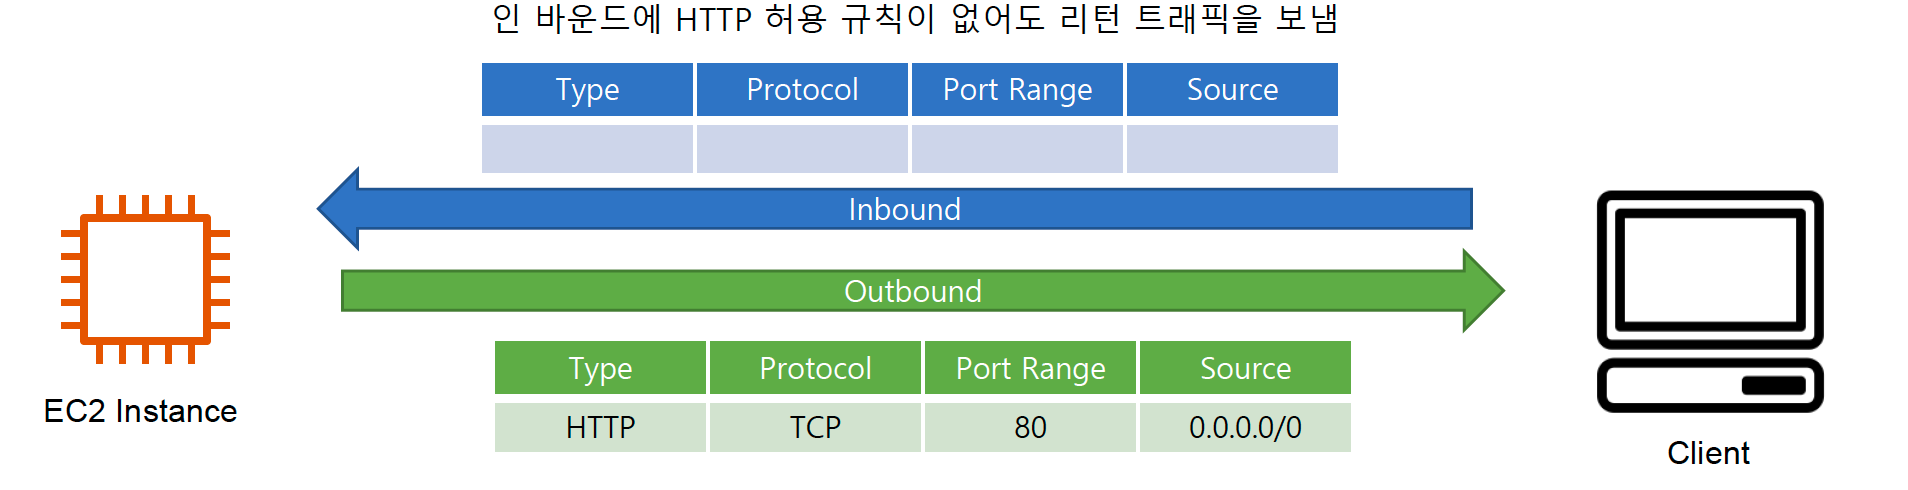 인 바운드에 HTTP 허용 규칙이 없어도 리턴 트래픽을 보냄
Type Protocol Port Range Source
Inbound
Outbound
Type Protocol Port Range Source
HTTP TCP 80 0.0.0.0/0
EC2 Instance
Client